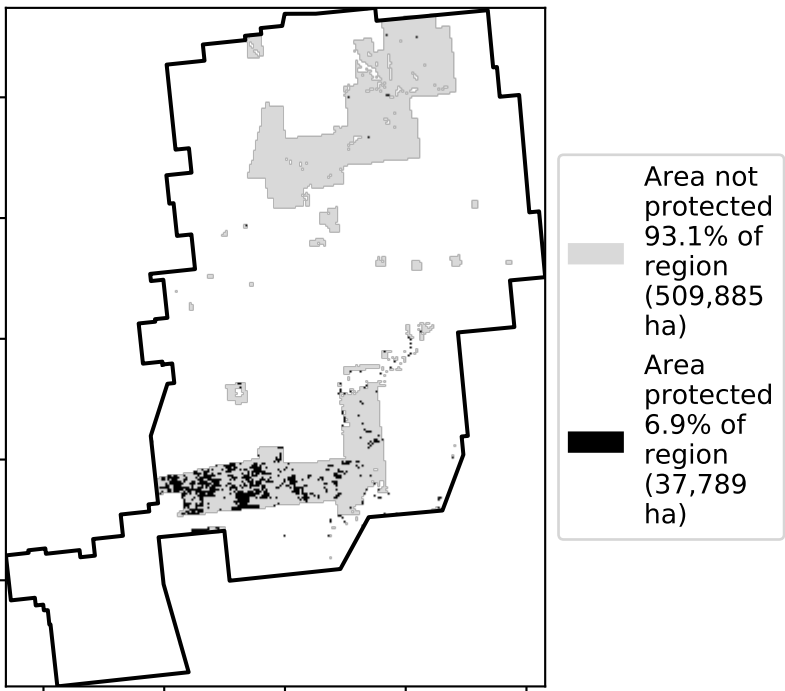 Area not
protected
93.1% of
region
(509,885
ha)
Area
protected
6.9% of
region
(37,789
ha)